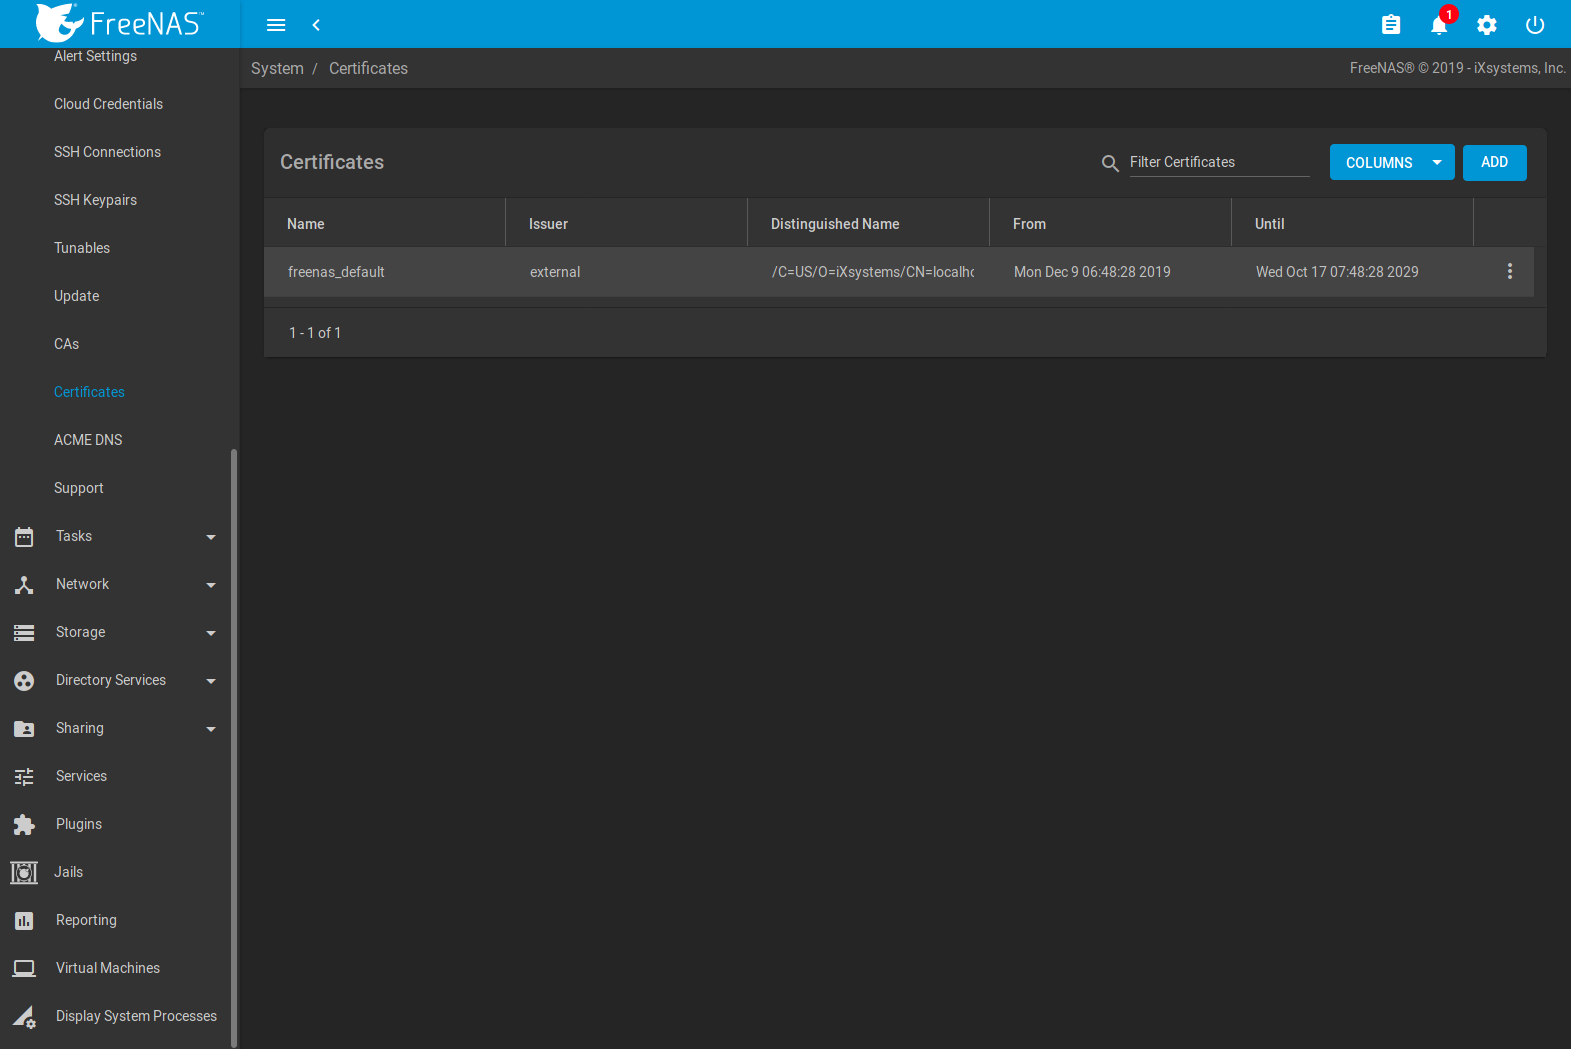 FreeNAS™
1
System / Certificates
FreeNAS® © 2019 - iXsystems, Inc.
Alert Settings
Cloud Credentials
SSH Connections
SSH Keypairs
Tunables
Update
CAs
Certificates
ACME DNS
Support
Tasks
Network
Storage
Directory Services
Sharing
Services
Plugins
Jails
Reporting
Virtual Machines
Display System Processes
Certificates
Filter Certificates
COLUMNS
ADD
Name Issuer Distinguished Name From Until
freenas_default external /C=US/O=iXsystems/CN=localho Mon Dec 9 06:48:28 2019 Wed Oct 17 07:48:28 2029
1 - 1 of 1